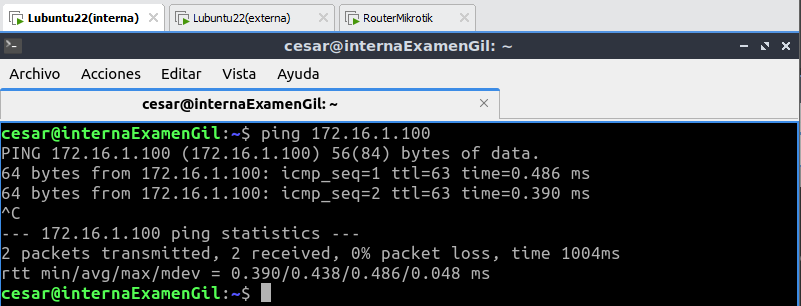 Lubuntu22(interna) × Lubuntu22(externa) × RouterMikrotik ×
cesar@internaExamenGil: ~
Archivo Acciones Editar Vista Ayuda
cesar@internaExamenGil: ~ ×
cesar@internaExamenGil:~$ ping 172.16.1.100
PING 172.16.1.100 (172.16.1.100) 56(84) bytes of data.
64 bytes from 172.16.1.100: icmp_seq=1 ttl=63 time=0.486 ms
64 bytes from 172.16.1.100: icmp_seq=2 ttl=63 time=0.390 ms
^C
--- 172.16.1.100 ping statistics ---
2 packets transmitted, 2 received, 0% packet loss, time 1004ms
rtt min/avg/max/mdev = 0.390/0.438/0.486/0.048 ms
cesar@internaExamenGil:~$